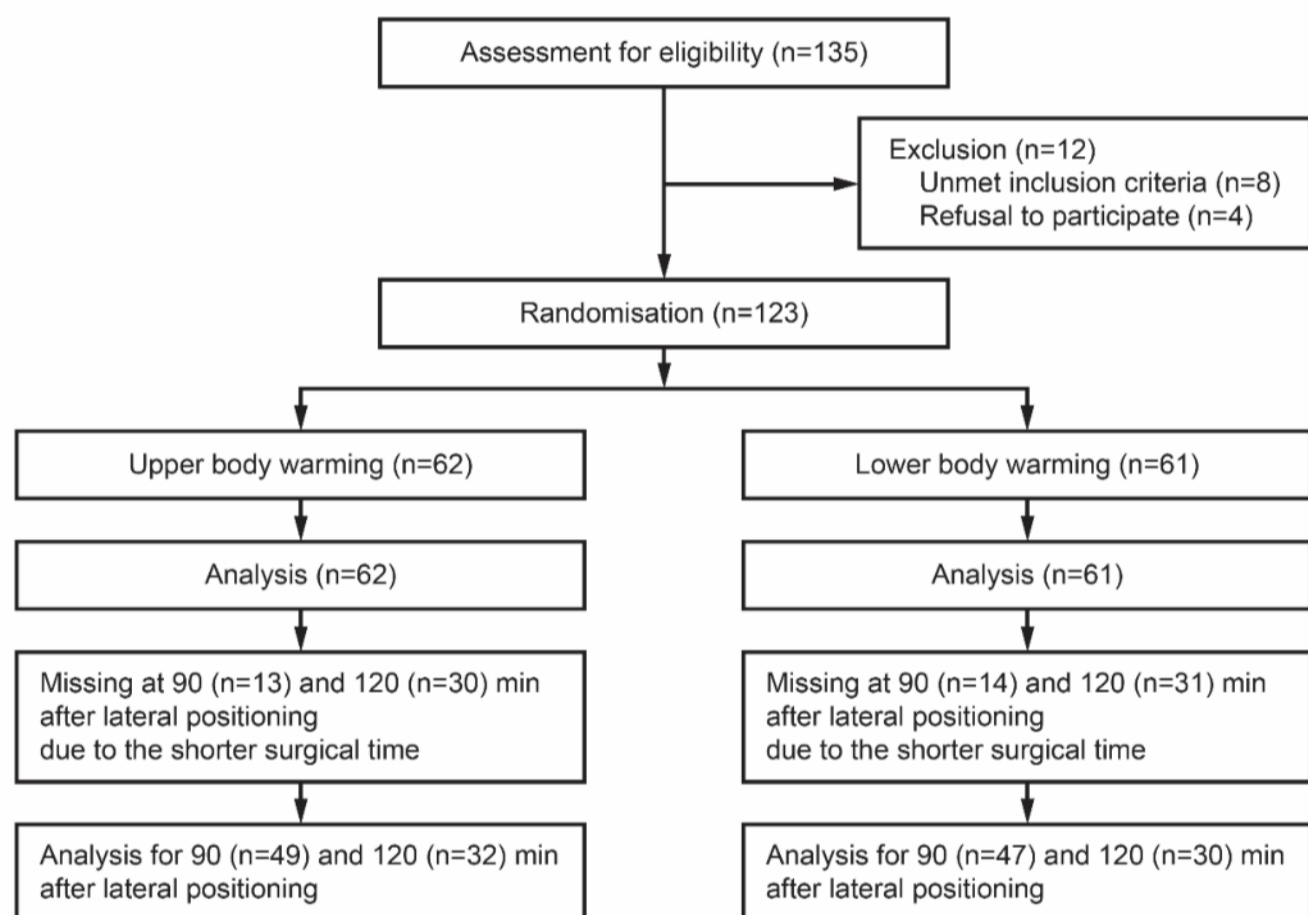 Assessment for eligibility (n=135)
Exclusion (n=12)
Unmet inclusion criteria (n=8)
Refusal to participate (n=4)
Randomisation (n=123)
Upper body warming (n=62)
Lower body warming (n=61)
Analysis (n=62)
Analysis (n=61)
Missing at 90 (n=13) and 120 (n=30) min
after lateral positioning
due to the shorter surgical time
Missing at 90 (n=14) and 120 (n=31) min
after lateral positioning
due to the shorter surgical time
Analysis for 90 (n=49) and 120 (n=32) min
after lateral positioning
Analysis for 90 (n=47) and 120 (n=30) min
after lateral positioning